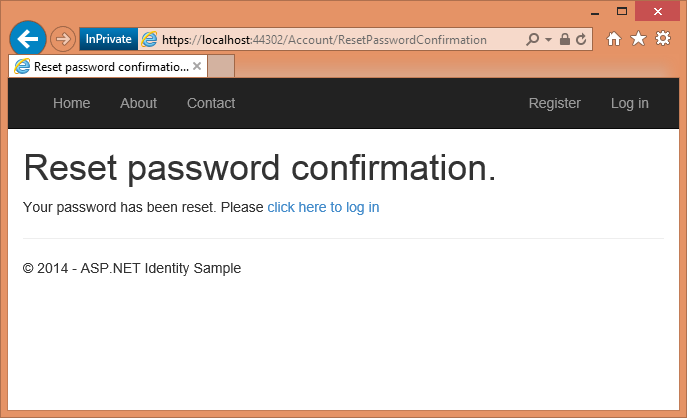 InPrivate
https://localhost:44302/Account/ResetPasswordConfirmation
Reset password confirmatio...
Home About Contact Register Log in
Reset password confirmation.
Your password has been reset. Please click here to log in
© 2014 - ASP.NET Identity Sample